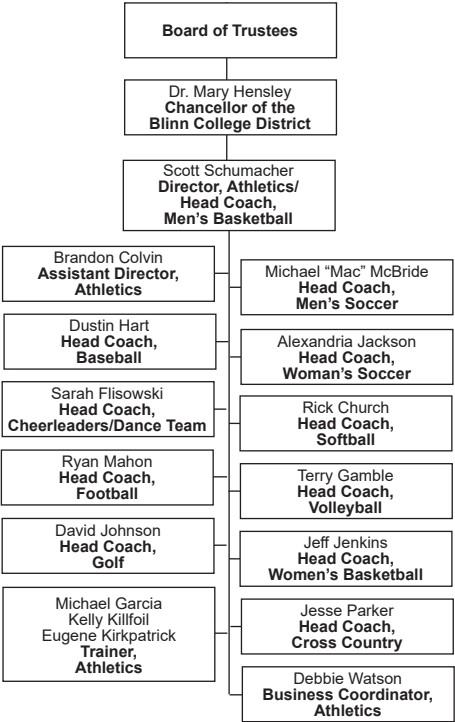 Board of Trustees
Dr. Mary Hensley
Chancellor of the
Blinn College District
Scott Schumacher
Director, Athletics/
Head Coach,
Men's Basketball
Brandon Colvin
Assistant Director,
Athletics
Michael “Mac” McBride
Head Coach,
Men's Soccer
Dustin Hart
Head Coach,
Baseball
Alexandria Jackson
Head Coach,
Woman's Soccer
Sarah Flisowski
Head Coach,
Cheerleaders/Dance Team
Rick Church
Head Coach,
Softball
Ryan Mahon
Head Coach,
Football
Terry Gamble
Head Coach,
Volleyball
David Johnson
Head Coach,
Golf
Jeff Jenkins
Head Coach,
Women's Basketball
Michael Garcia
Kelly Killfoil
Eugene Kirkpatrick
Trainer,
Athletics
Jesse Parker
Head Coach,
Cross Country
Debbie Watson
Business Coordinator,
Athletics